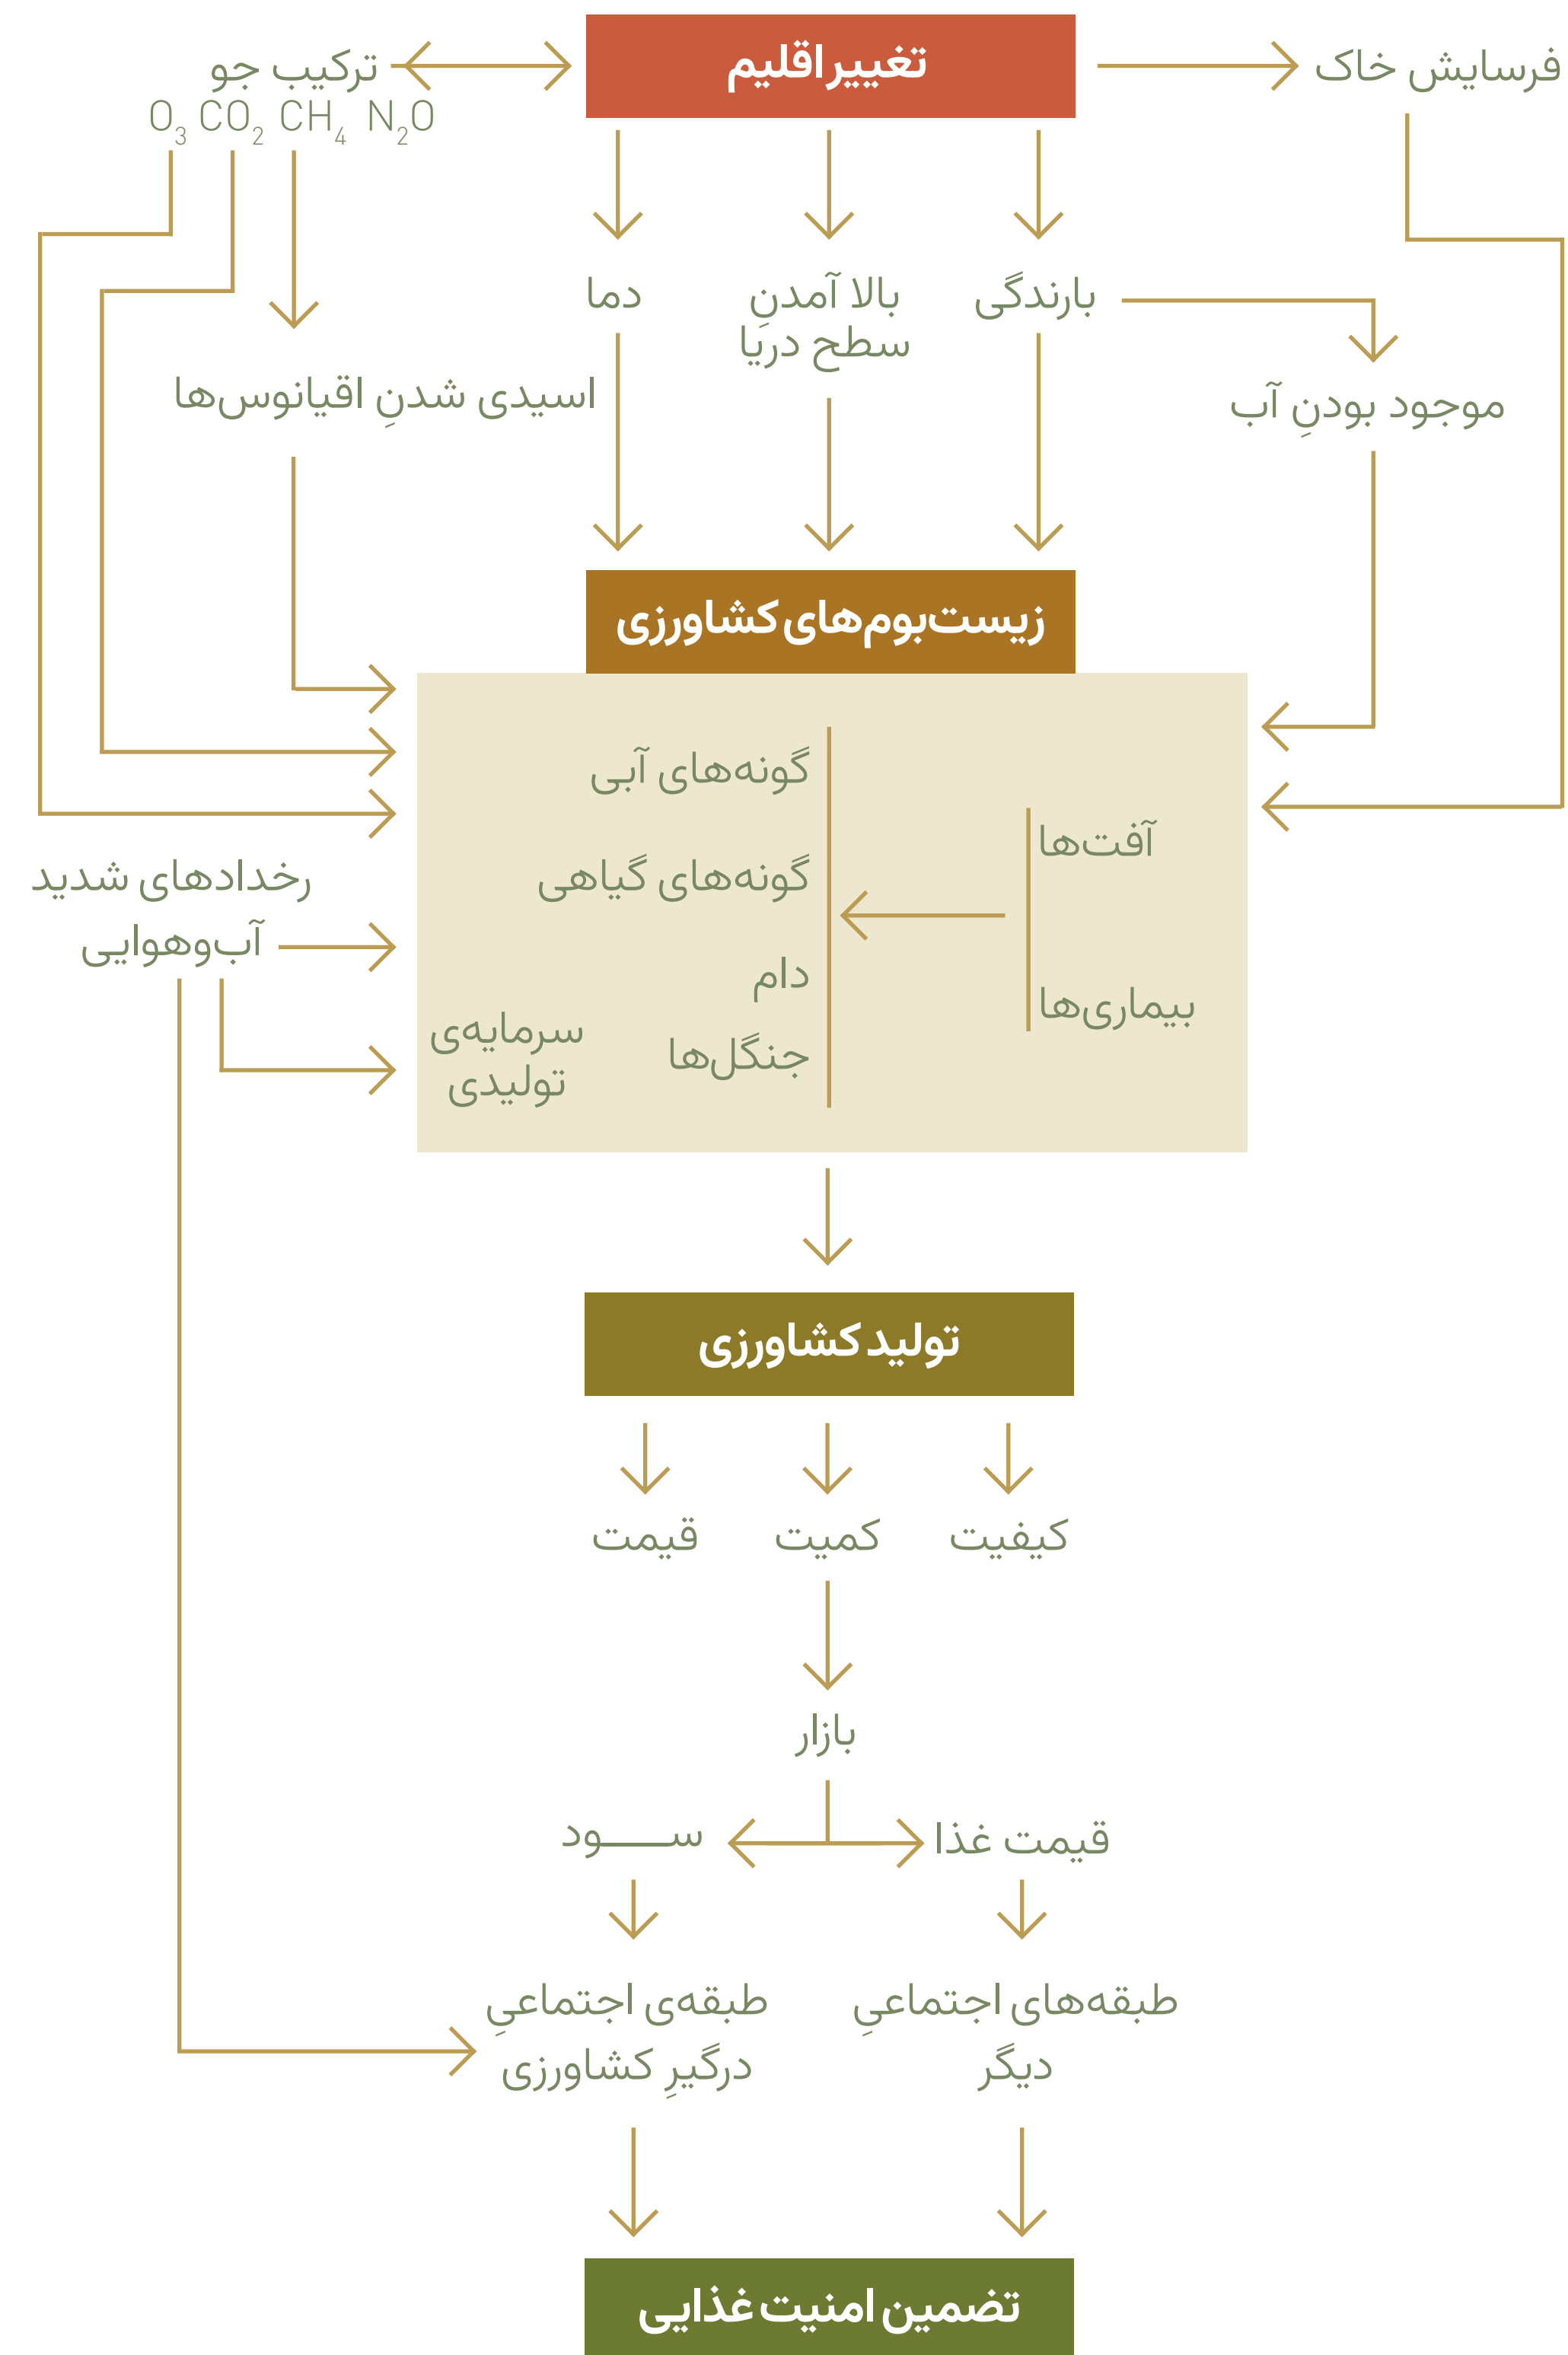 تغییر اقلیم
فرسایش خاک
ترکیب جو
O3 CO2 CH4 N2O
بارندگی
بالا آمدنِ
سطح دریا
دما
موجود بودنِ آب
اسیدی شدنِ اقیانوس‌ها
زیست‌بوم‌های کشاورزی
گونه‌های آبی
آفت‌ها
گونه‌های گیاهی
رخدادهای شدید
آب‌وهوایی
دام
بیماری‌ها
جنگل‌ها
سرمایه‌ی
تولیدی
تولید کشاورزی
کیفیت
کمیت
قیمت
بازار
قیمت غذا
ســـــود
طبقه‌های اجتماعیِ
دیگر
طبقه‌ی اجتماعیِ
درگیرِ کشاورزی
تضمین امنیت غذایی